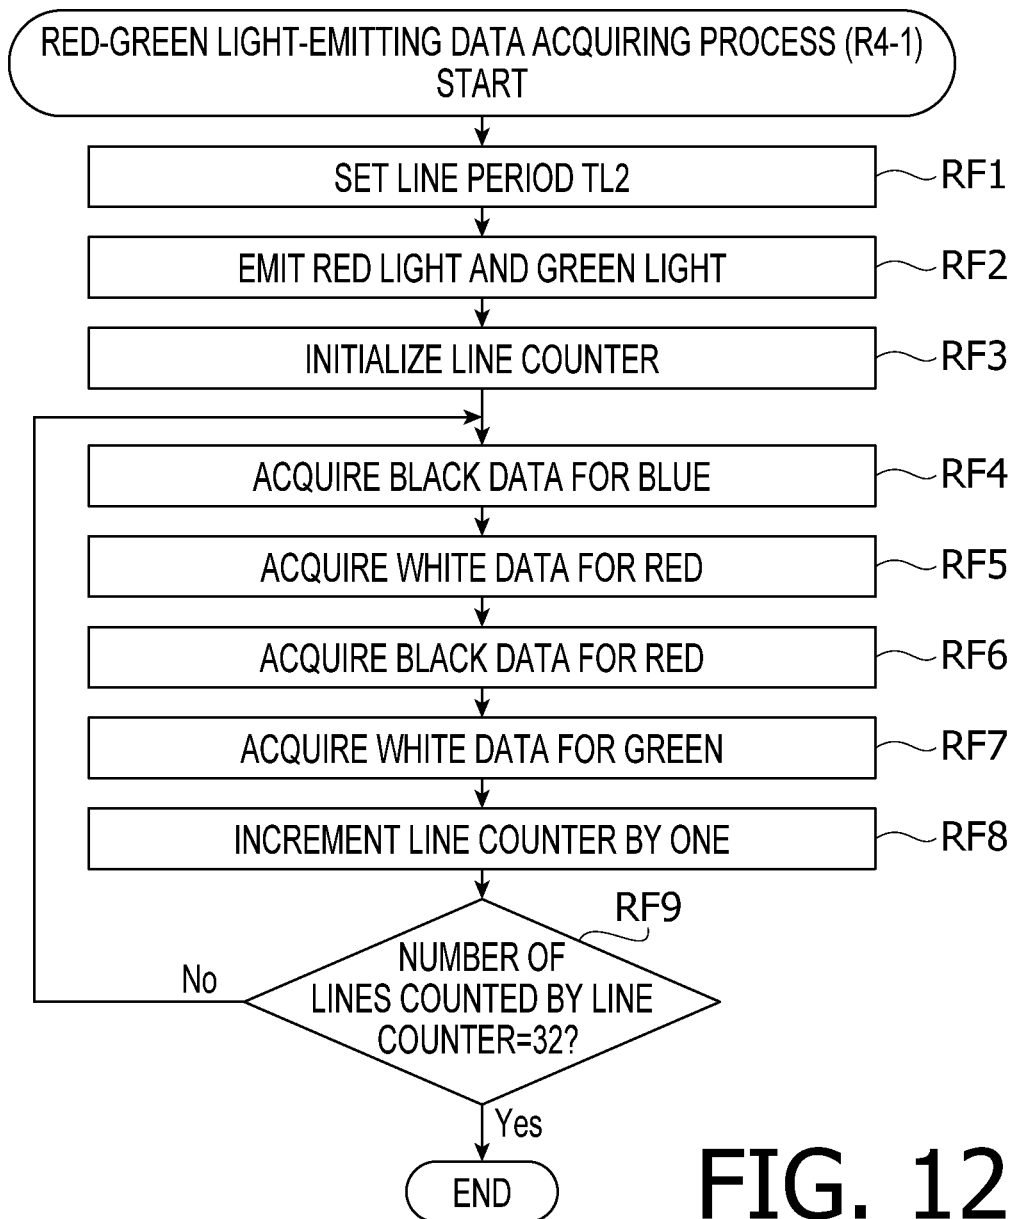 RED-GREEN LIGHT-EMITTING DATA ACQUIRING PROCESS (R4-1)
START
SET LINE PERIOD TL2
RF1
EMIT RED LIGHT AND GREEN LIGHT
RF2
INITIALIZE LINE COUNTER
RF3
ACQUIRE BLACK DATA FOR BLUE
RF4
ACQUIRE WHITE DATA FOR RED
RF5
ACQUIRE BLACK DATA FOR RED
RF6
ACQUIRE WHITE DATA FOR GREEN
RF7
INCREMENT LINE COUNTER BY ONE
RF8
RF9
NUMBER OF
LINES COUNTED BY LINE
COUNTER=32?
No
Yes
END
FIG. 12